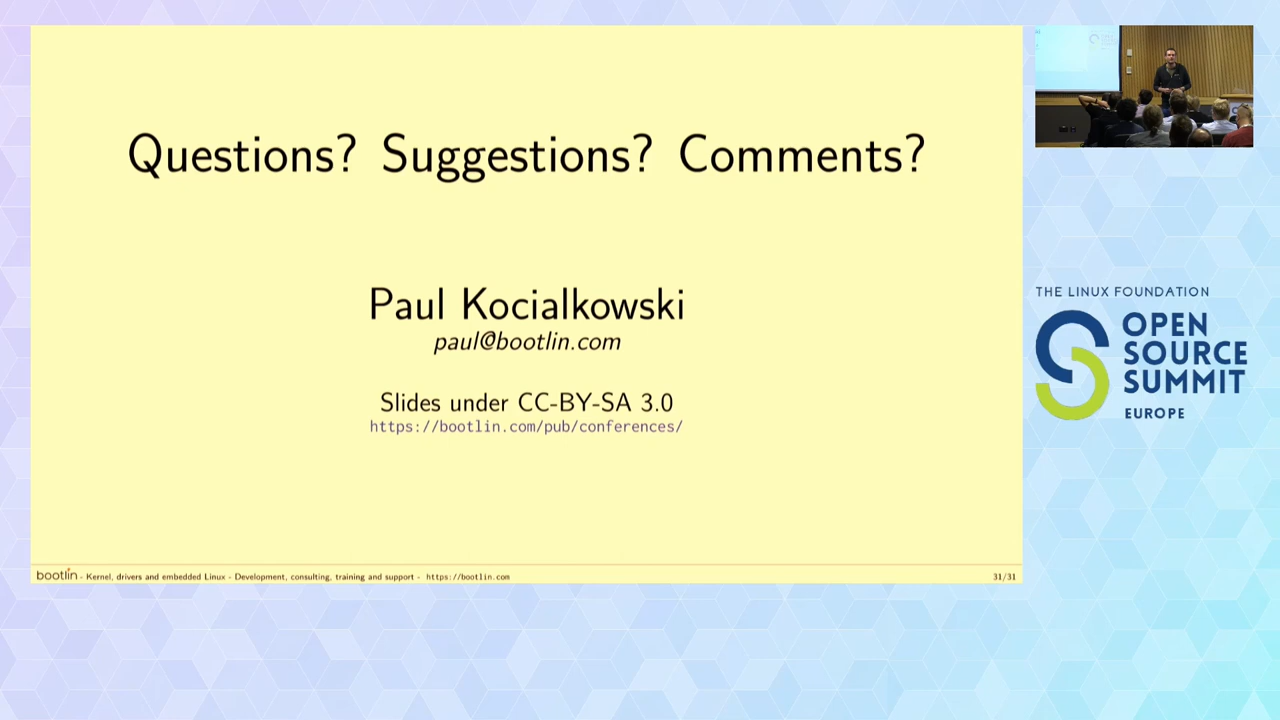 Questions? Suggestions? Comments?
Paul Kocialkowski
paul@bootlin.com
Slides under CC-BY-SA 3.0
https://bootlin.com/pub/conferences/
bootlin - Kernel, drivers and embedded Linux - Development, consulting, training and support - https://bootlin.com
31/31
THE LINUX FOUNDATION
OPEN
SOURCE
SUMMIT
EUROPE